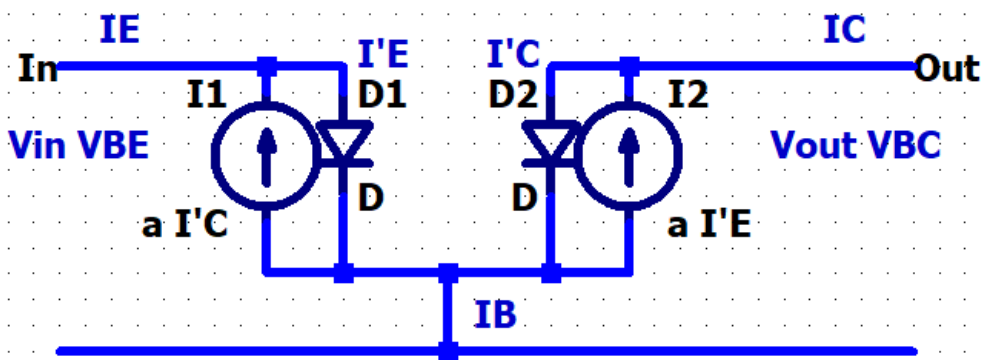 IE
IC
I'E
I'C
In
Out
I1
D1
D2
I2
Vin VBE
Vout VBC
D
D
a I'C
a I'E
IB